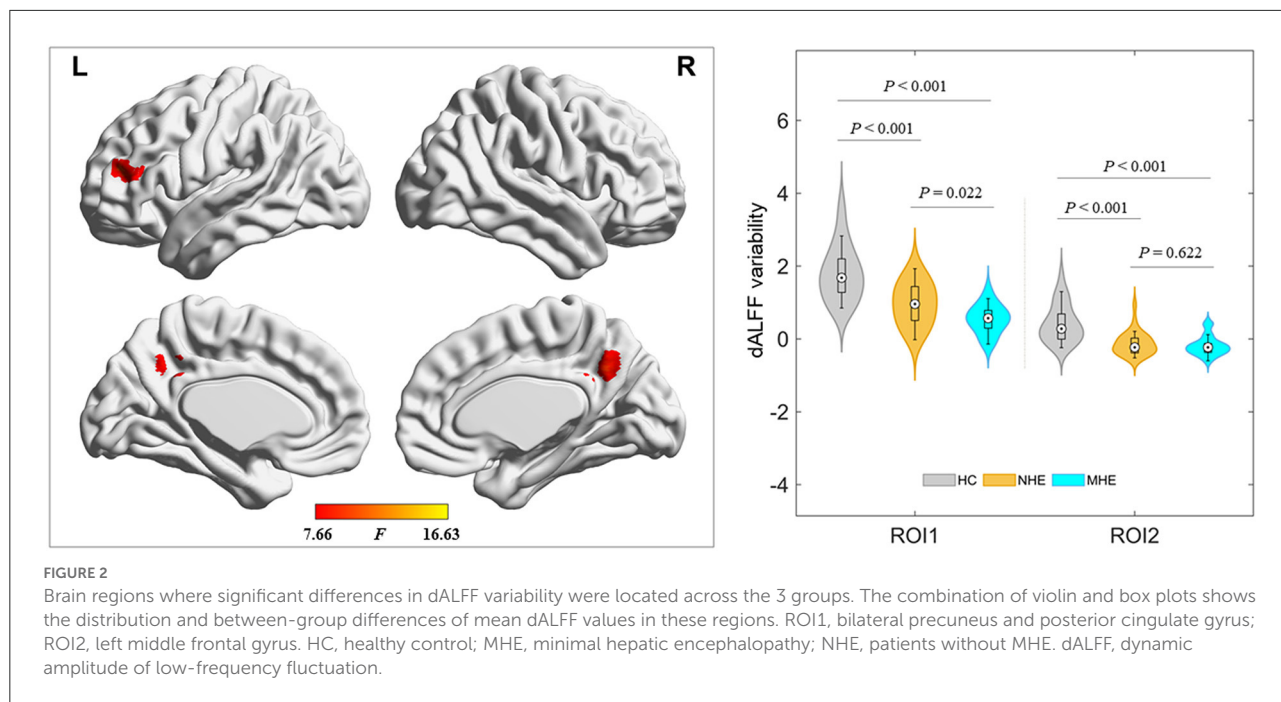 L
R
7.66 F 16.63
dALFF variability
6
4
2
0
-2
-4
P < 0.001
P < 0.001
P = 0.022
P < 0.001
P < 0.001
P = 0.622
HC NHE MHE
ROI1 ROI2
FIGURE 2
Brain regions where significant differences in dALFF variability were located across the 3 groups. The combination of violin and box plots shows
the distribution and between-group differences of mean dALFF values in these regions. ROI1, bilateral precuneus and posterior cingulate gyrus;
ROI2, left middle frontal gyrus. HC, healthy control; MHE, minimal hepatic encephalopathy; NHE, patients without MHE. dALFF, dynamic
amplitude of low-frequency fluctuation.